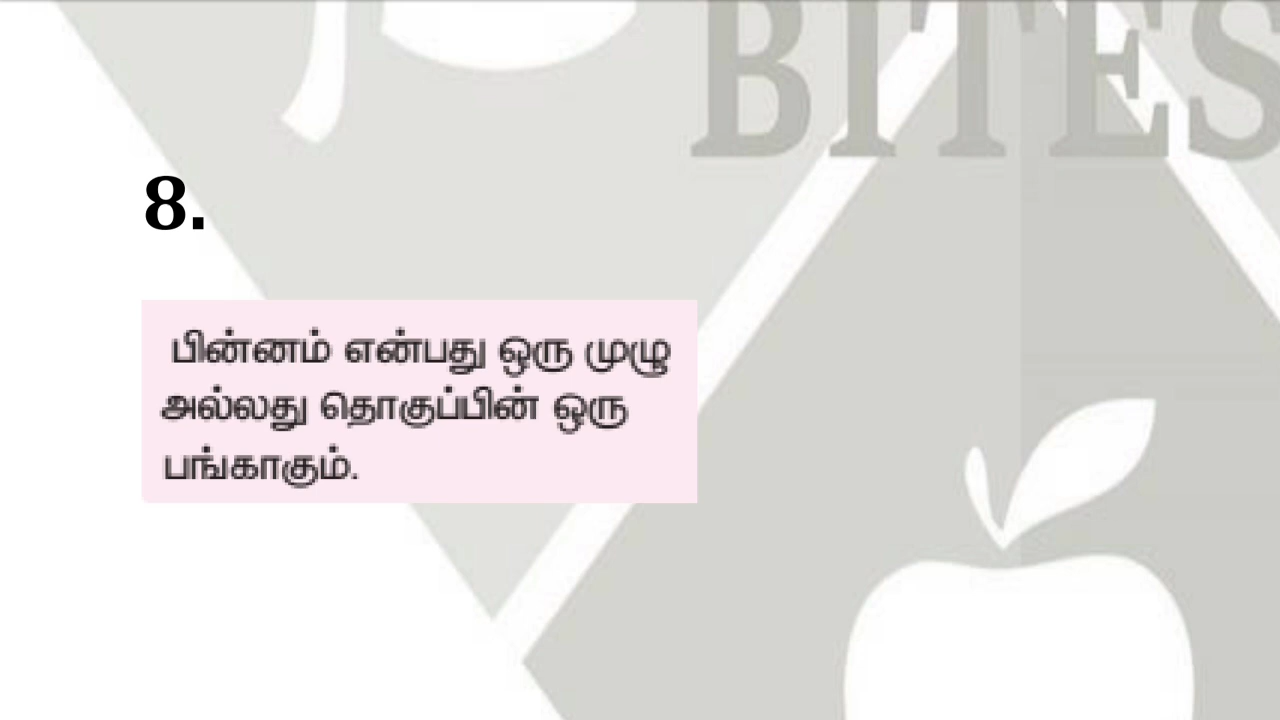 BITES
8.
பின்னம் என்பது ஒரு முழு
அல்லது தொகுப்பின் ஒரு
பங்காகும்.